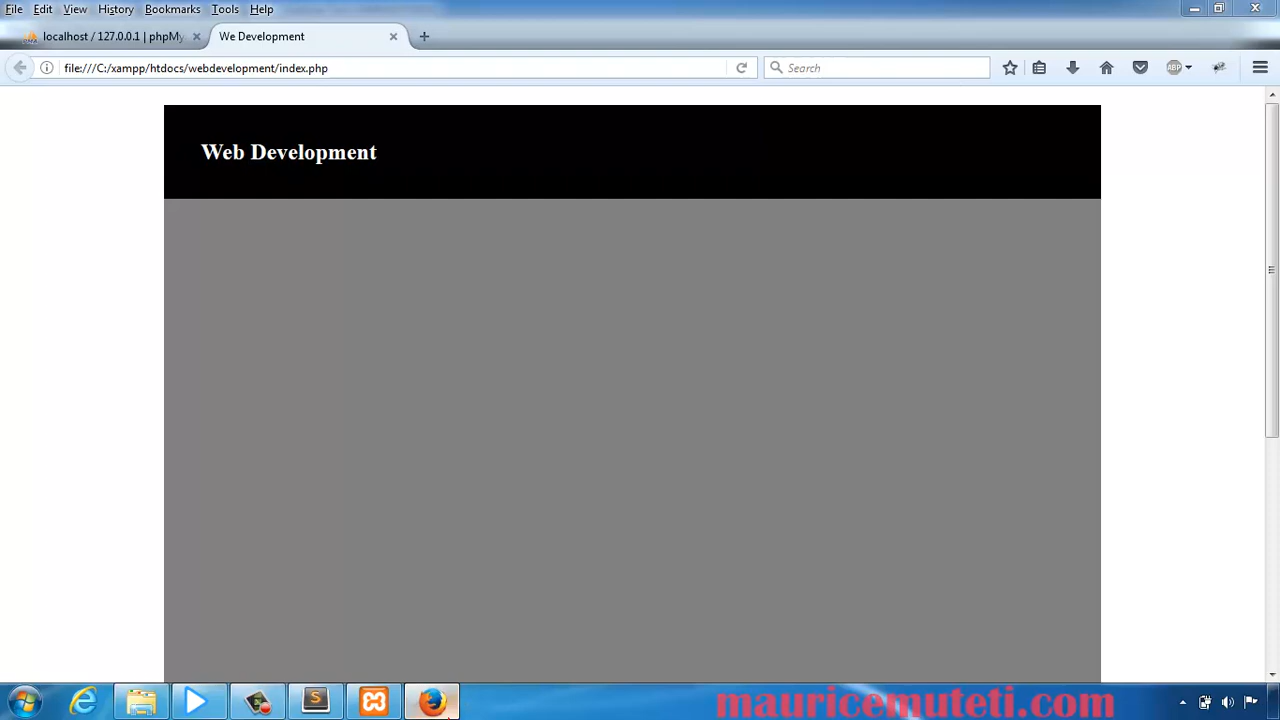 File Edit View History Bookmarks Tools Help
localhost / 127.0.0.1 | phpMy
We Development
file:///C:/xampp/htdocs/webdevelopment/index.php
Search
ABP
Web Development
S
mauricemuteti.com